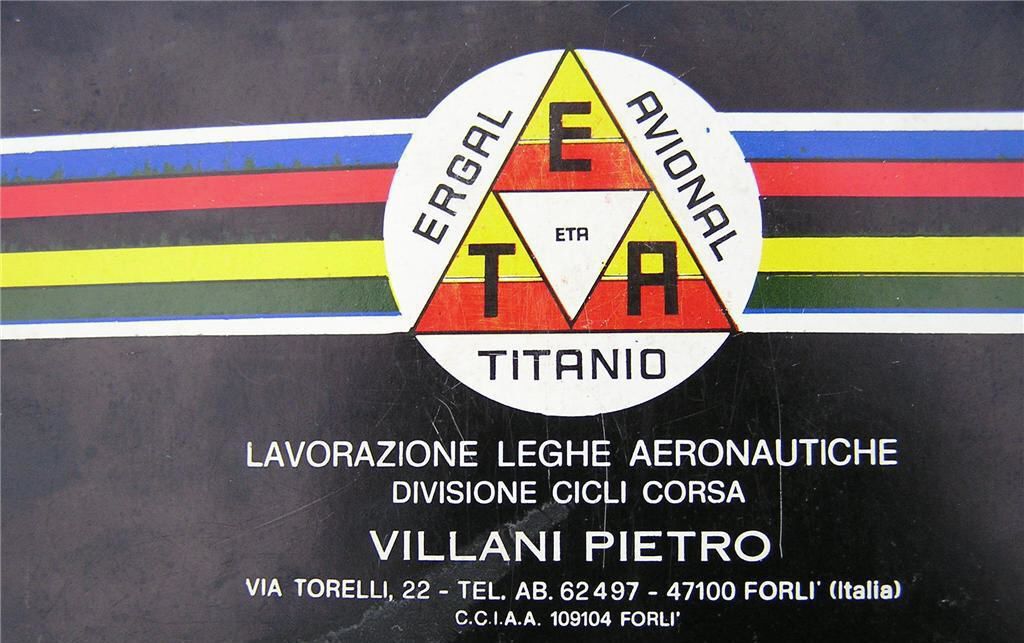 ERGAL
AVIONAL
E
ETA
T A
TITANIO
LAVORAZIONE LEGHE AERONAUTICHE
DIVISIONE CICLI CORSA
VILLANI PIETRO
VIA TORELLI, 22 - TEL. AB. 62497 - 47100 FORLI' (Italia)
C.C.I.A.A. 109104 FORLI'